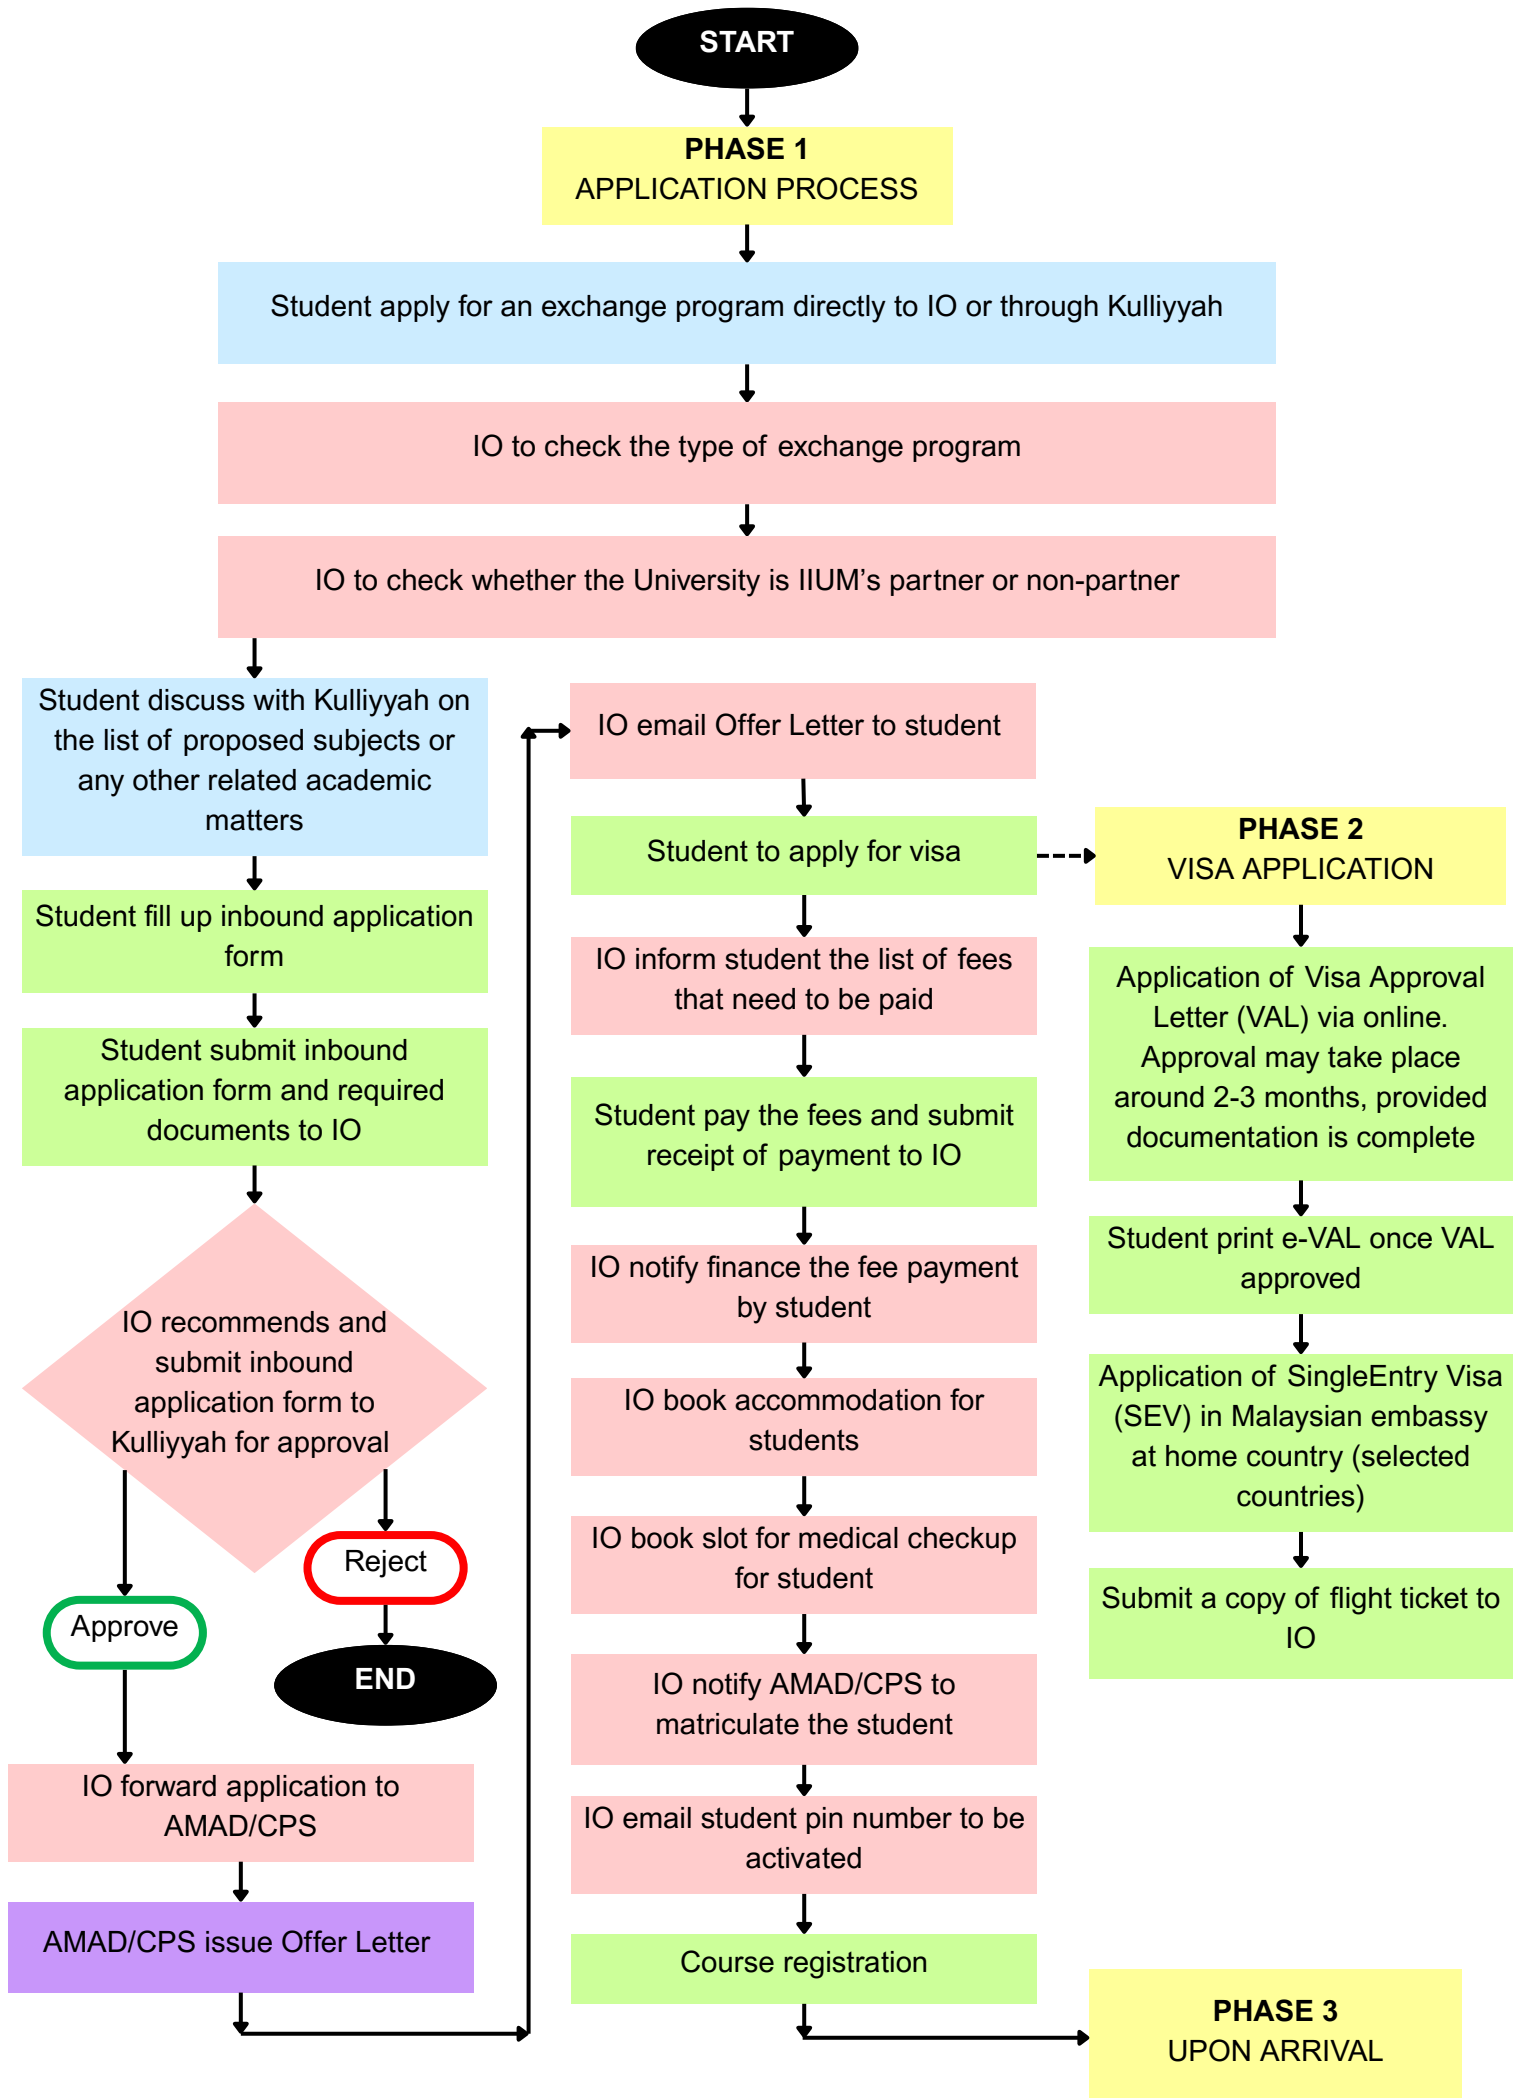 START
PHASE 1
APPLICATION PROCESS
Student apply for an exchange program directly to IO or through Kulliyyah
IO to check the type of exchange program
IO to check whether the University is IIUM’s partner or non-partner
Student discuss with Kulliyyah on
the list of proposed subjects or
any other related academic
matters
Student fill up inbound application
form
Student submit inbound
application form and required
documents to IO
IO recommends and
submit inbound
application form to
Kulliyyah for approval
Reject
Approve
END
IO forward application to
AMAD/CPS
AMAD/CPS issue Offer Letter
IO email Offer Letter to student
Student to apply for visa
IO inform student the list of fees
that need to be paid
Student pay the fees and submit
receipt of payment to IO
IO notify finance the fee payment
by student
IO book accommodation for
students
IO book slot for medical checkup
for student
IO notify AMAD/CPS to
matriculate the student
IO email student pin number to be
activated
Course registration
PHASE 2
VISA APPLICATION
Application of Visa Approval
Letter (VAL) via online.
Approval may take place
around 2-3 months, provided
documentation is complete
Student print e-VAL once VAL
approved
Application of SingleEntry Visa
(SEV) in Malaysian embassy
at home country (selected
countries)
Submit a copy of flight ticket to
IO
PHASE 3
UPON ARRIVAL